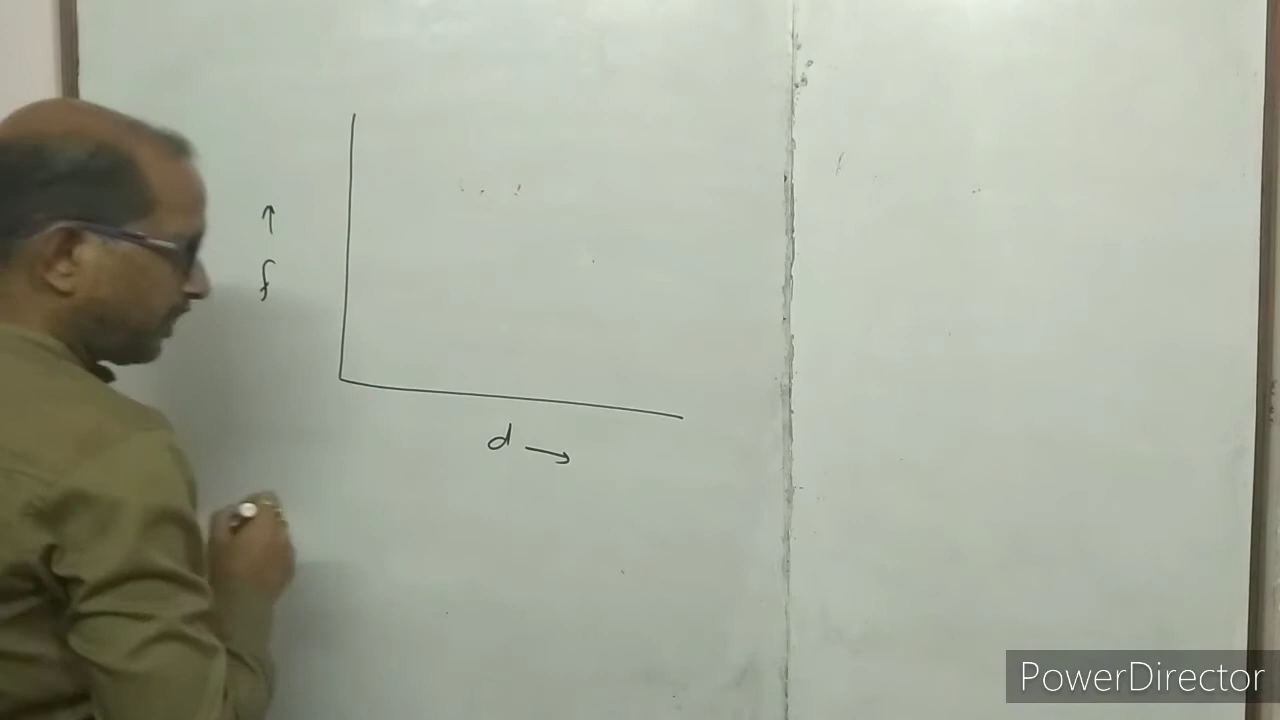 ↑
f
d →
PowerDirector